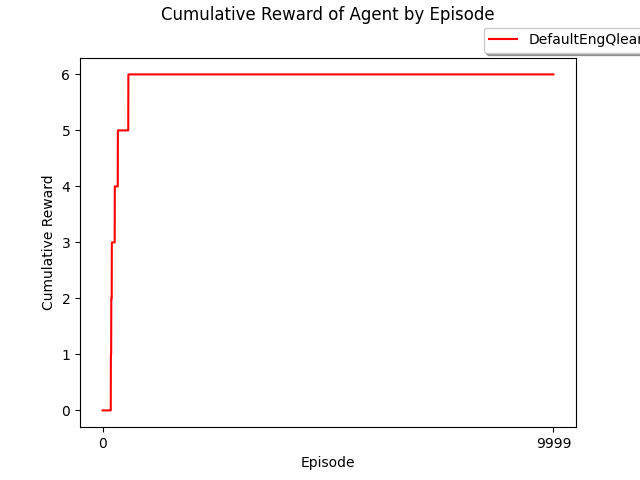 Cumulative Reward of Agent by Episode
DefaultEngQlear
6
5
4
3
2
1
0
Cumulative Reward
0 9999
Episode